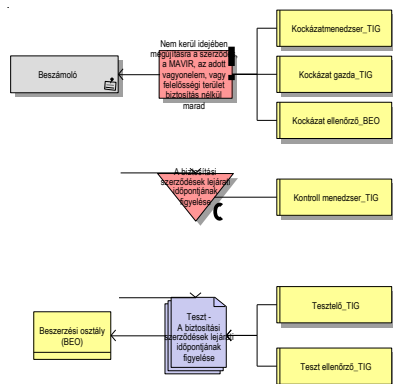 Nem kerül idejében
megújításra a szerződé
a MAVIR, az adott
vagyonelem, vagy
felelősségi terület
biztosítás nélkül
marad
Beszámoló
Kockázatmenedzser_TIG
Kockázat gazda_TIG
Kockázat ellenőrző_BEO
A biztosítási
szerződések lejárati
időpontjának
figyelése
Kontroll menedzser_TIG
Beszerzési osztály
(BEO)
Teszt -
A biztosítási
szerződések lejárati
időpontjának
figyelése
Tesztelő_TIG
Teszt ellenőrző_TIG